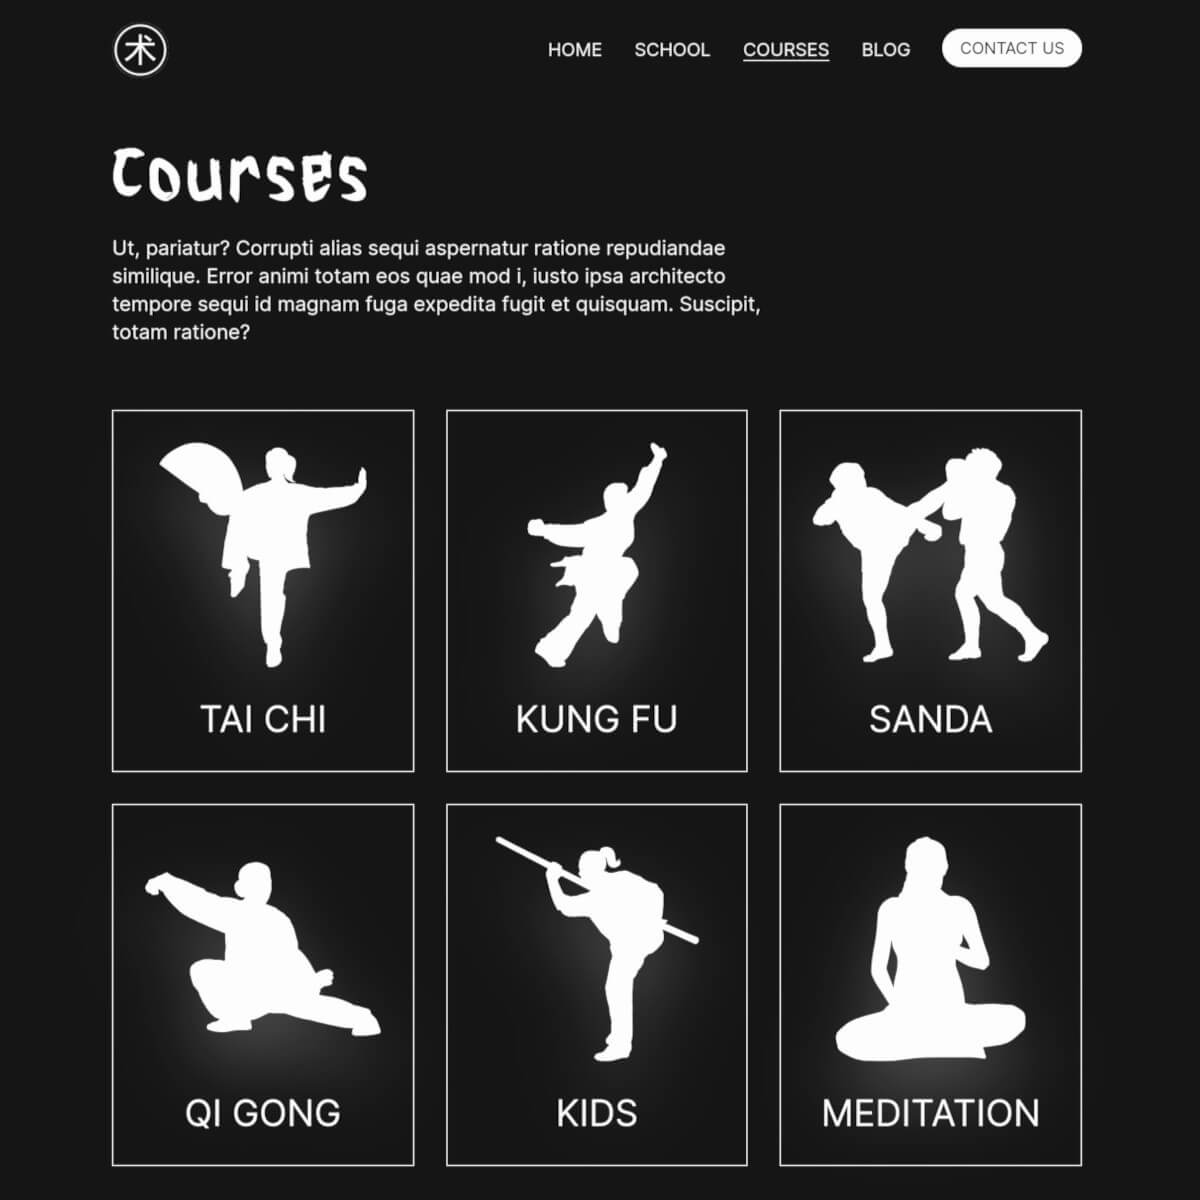 术
HOME SCHOOL COURSES BLOG CONTACT US
Courses
Ut, pariatur? Corrupti alias sequi aspernatur ratione repudiandae
similique. Error animi totam eos quae mod i, iusto ipsa architecto
tempore sequi id magnam fuga expedita fugit et quisquam. Suscipit,
totam ratione?
TAI CHI
KUNG FU
SANDA
QI GONG
KIDS
MEDITATION